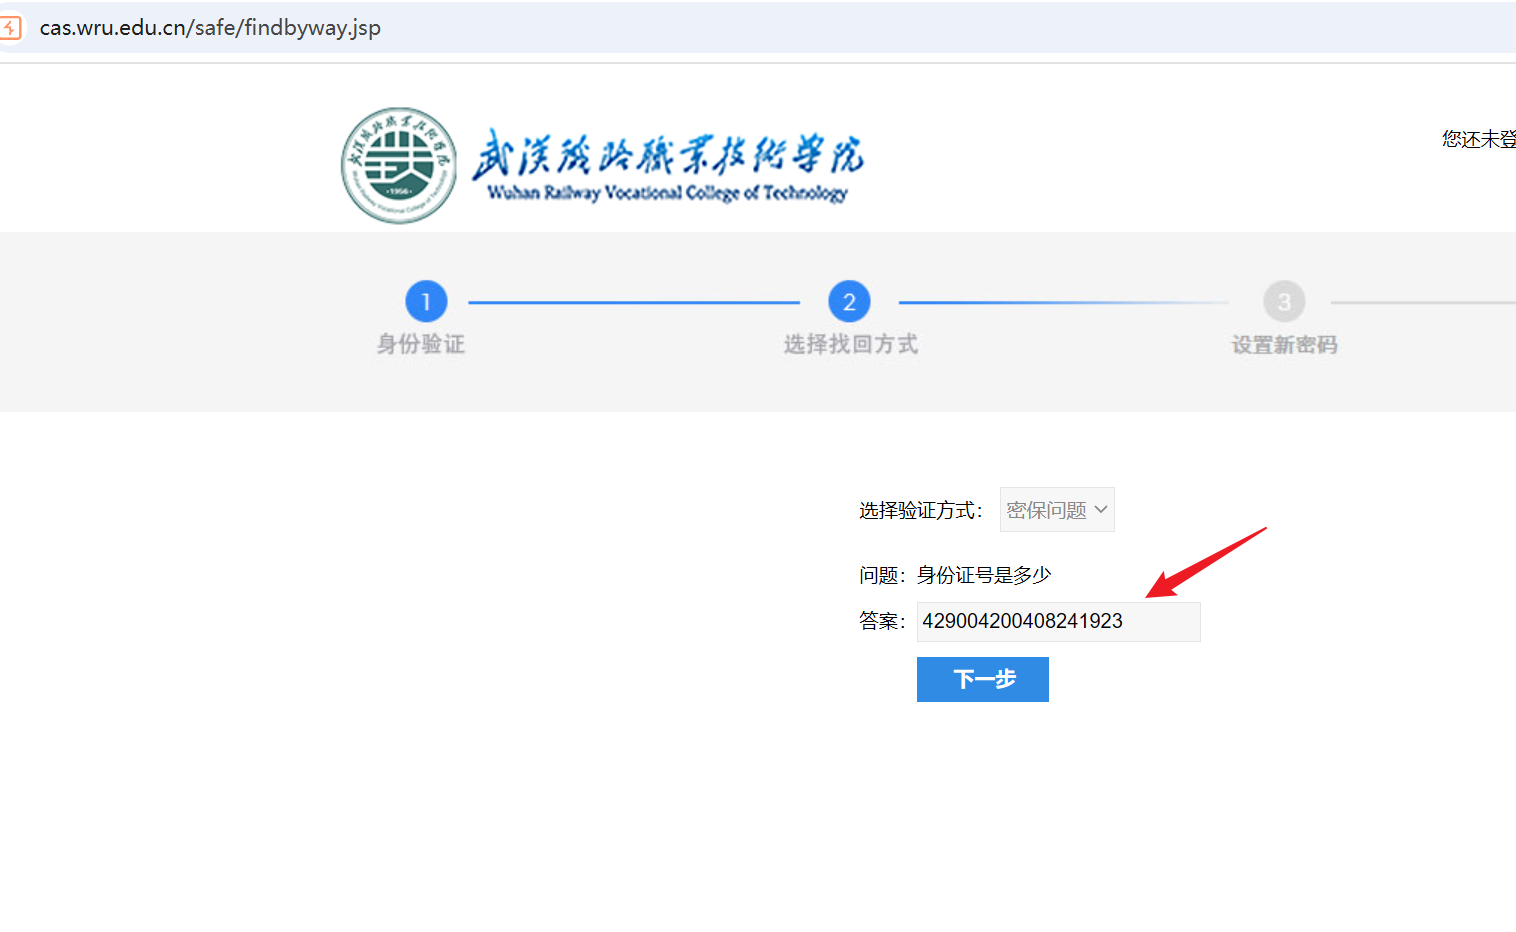 cas.wru.edu.cn/safe/findbyway.jsp
武汉铁路职业技术学院
Wuhan Railway Vocational College of Technology
·1956·
您还未登
1
2
3
身份验证
选择找回方式
设置新密码
选择验证方式：
密保问题
问题：身份证号是多少
答案：429004200408241923
下一步